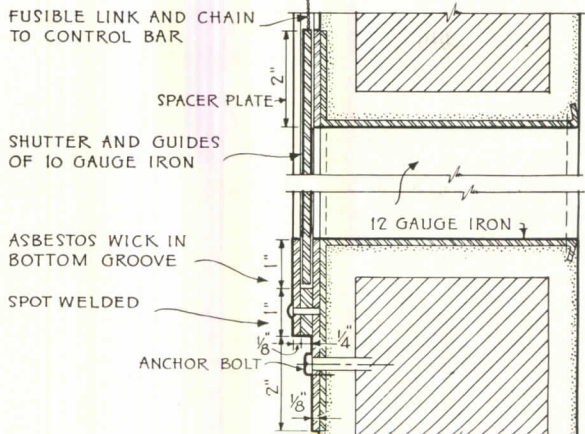 FUSIBLE LINK AND CHAIN
TO CONTROL BAR
2"
SPACER PLATE
SHUTTER AND GUIDES
OF 10 GAUGE IRON
12 GAUGE IRON
ASBESTOS WICK IN
BOTTOM GROOVE
1"
SPOT WELDED
1"
1/8"
1/4"
ANCHOR BOLT
2"
1/8"